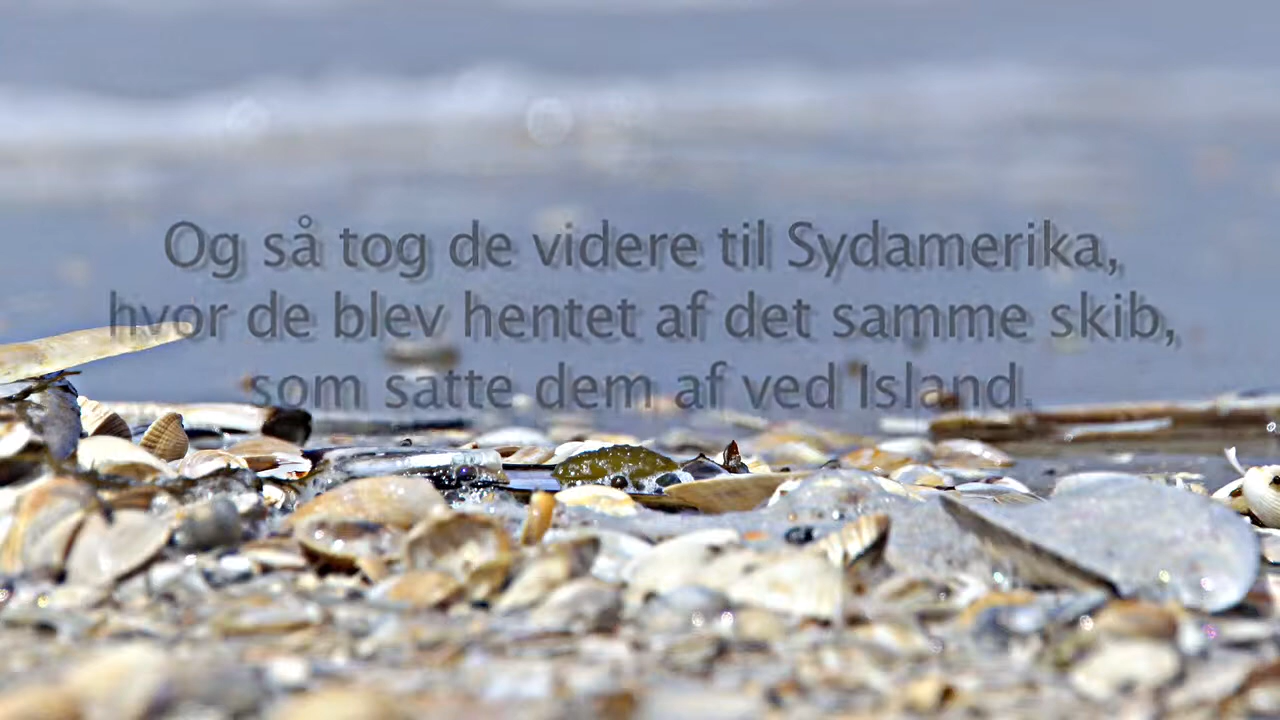 Og så tog de videre til Sydamerika,
hvor de blev hentet af det samme skib,
som satte dem af ved Island.